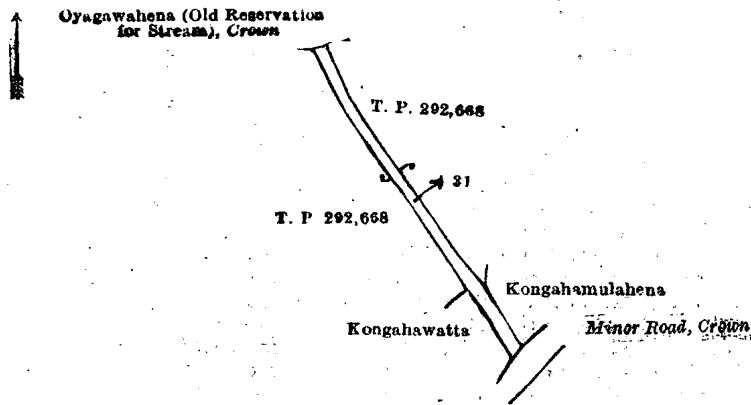 Oyagawahena (Old Reservation
for Stream), Crown
T. P. 292,668
31
T. P 292,668
Kongahamulahena
Kongahawatta
Minor Road, Crown